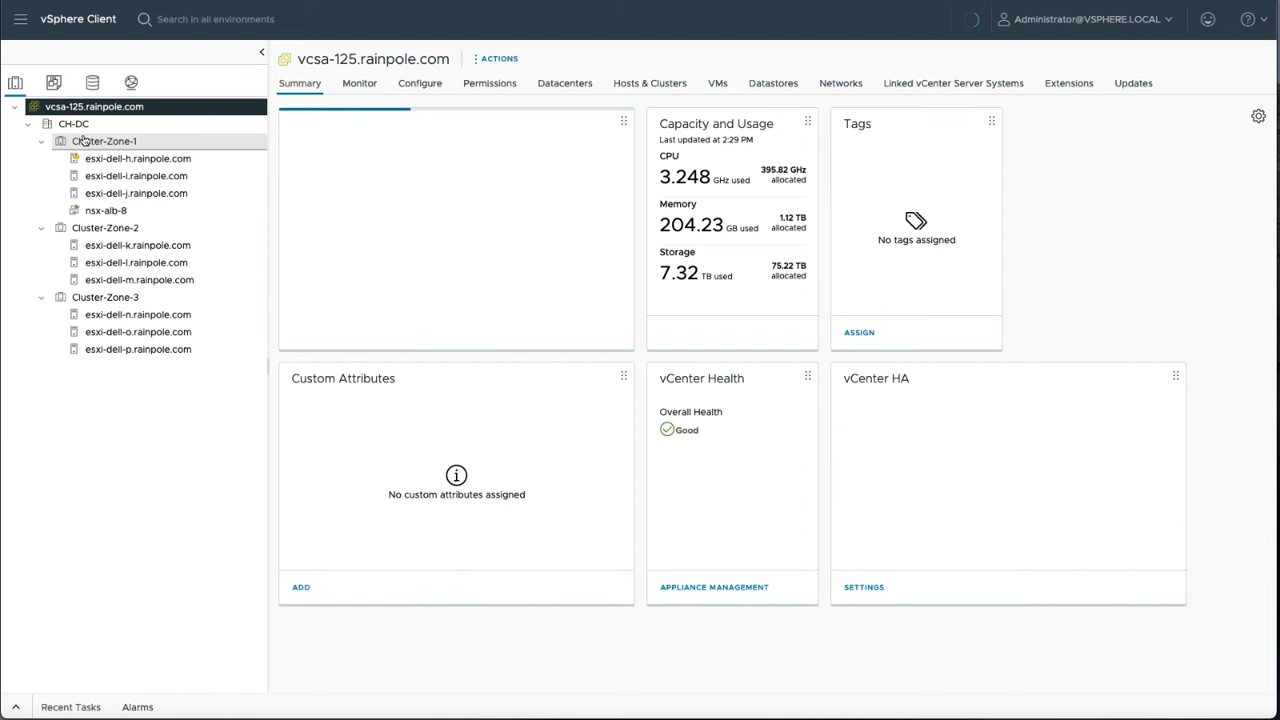 vSphere Client
Search in all environments
Administrator@VSPHERE.LOCAL
vcsa-125.rainpole.com
ACTIONS
Summary
Monitor
Configure
Permissions
Datacenters
Hosts & Clusters
VMs
Datastores
Networks
Linked vCenter Server Systems
Extensions
Updates
vcsa-125.rainpole.com
CH-DC
Cluster-Zone-1
esxi-dell-h.rainpole.com
esxi-dell-i.rainpole.com
esxi-dell-j.rainpole.com
nsx-alb-8
Cluster-Zone-2
esxi-dell-k.rainpole.com
esxi-dell-l.rainpole.com
esxi-dell-m.rainpole.com
Cluster-Zone-3
esxi-dell-n.rainpole.com
esxi-dell-o.rainpole.com
esxi-dell-p.rainpole.com
Capacity and Usage
Last updated at 2:29 PM
CPU
3.248 GHz used
395.82 GHz
allocated
Memory
204.23 GB used
1.12 TB
allocated
Storage
7.32 TB used
75.22 TB
allocated
Tags
No tags assigned
ASSIGN
Custom Attributes
No custom attributes assigned
ADD
vCenter Health
Overall Health
Good
APPLIANCE MANAGEMENT
vCenter HA
SETTINGS
Recent Tasks
Alarms